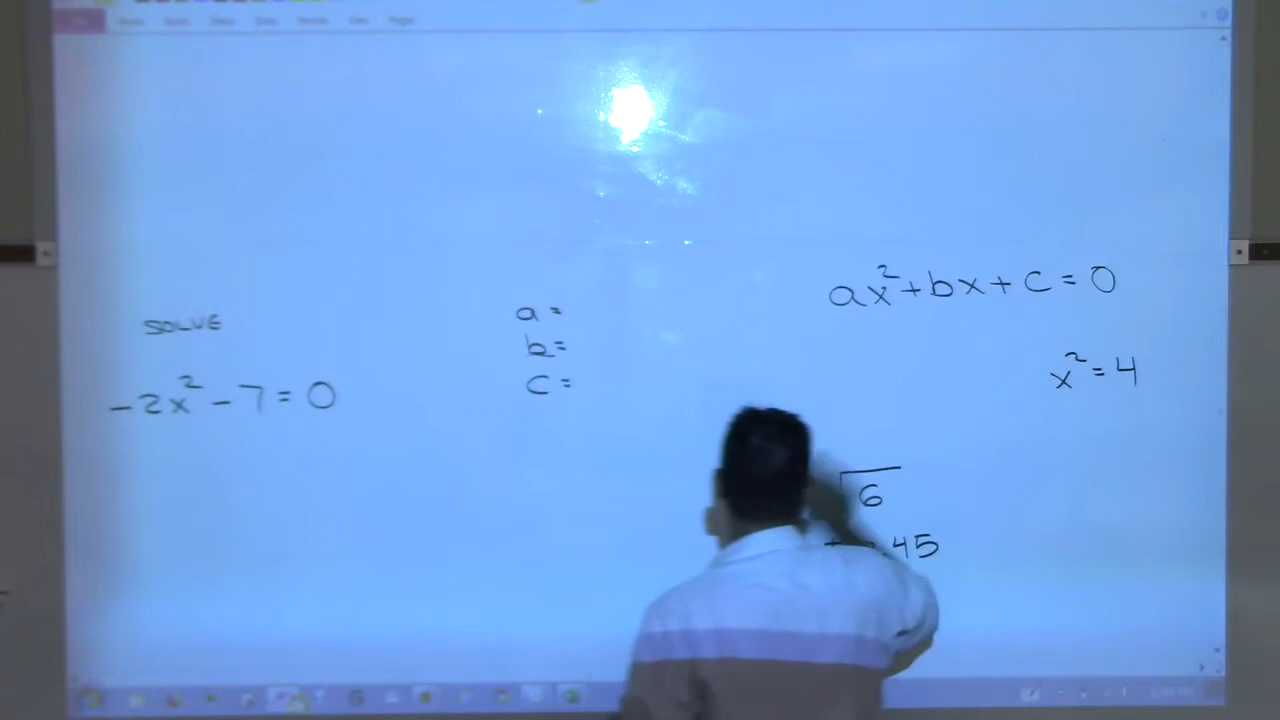 SOLVE
-2x² - 7 = 0
a =
b =
c =
ax² + bx + c = 0
x² = 4
√6
.45